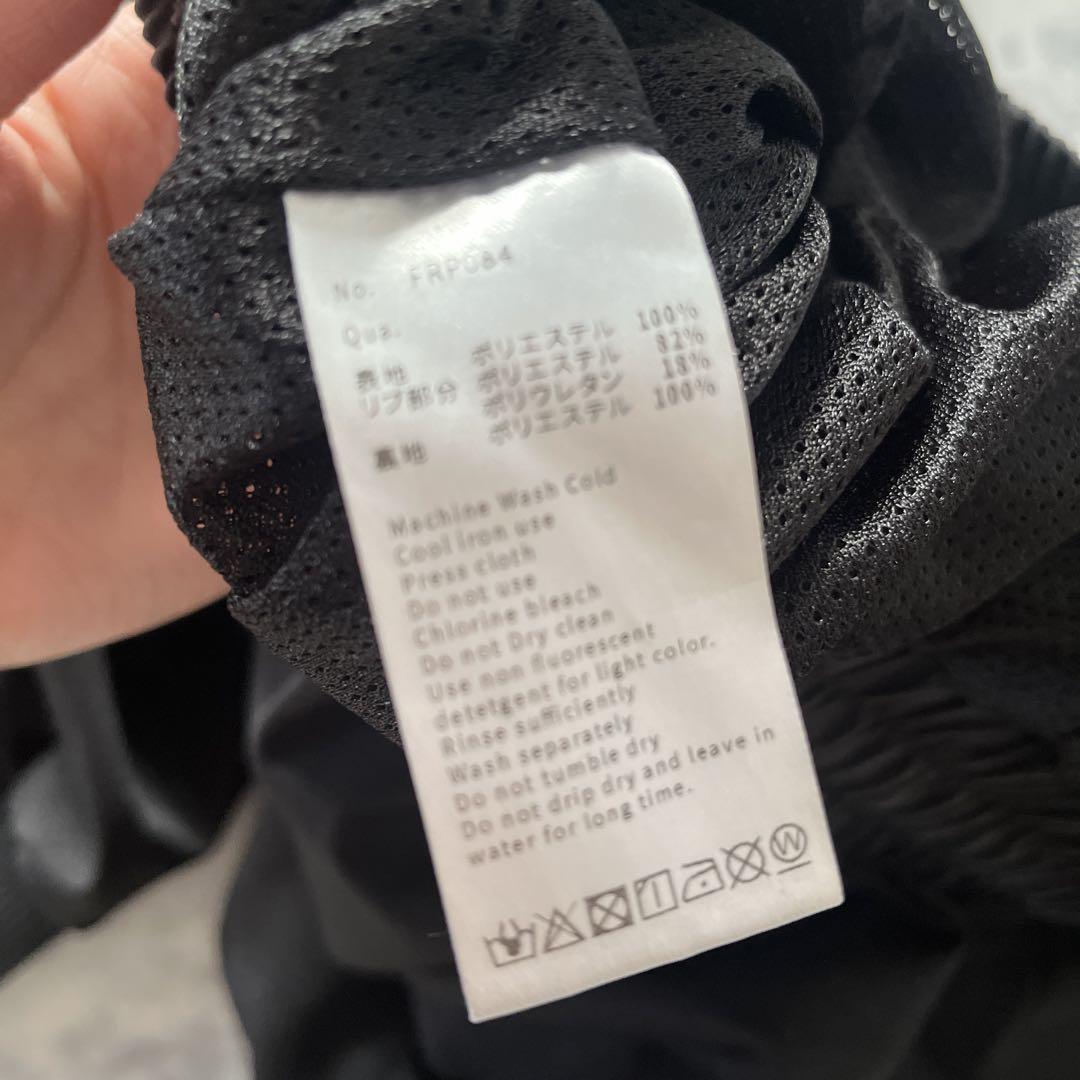 No. FRP084
Qua.
表地 ポリエステル 100%
リブ部分 ポリエステル 82%
ポリウレタン 18%
裏地 ポリエステル 100%
Machine Wash Cold
Cool iron use
Press cloth
Do not use
Chlorine bleach
Do not Dry clean
Use non fluorescent
detetgent for light color.
Rinse sufficiently
Wash separately
Do not tumble dry
Do not drip dry and leave in
water for long time.
W